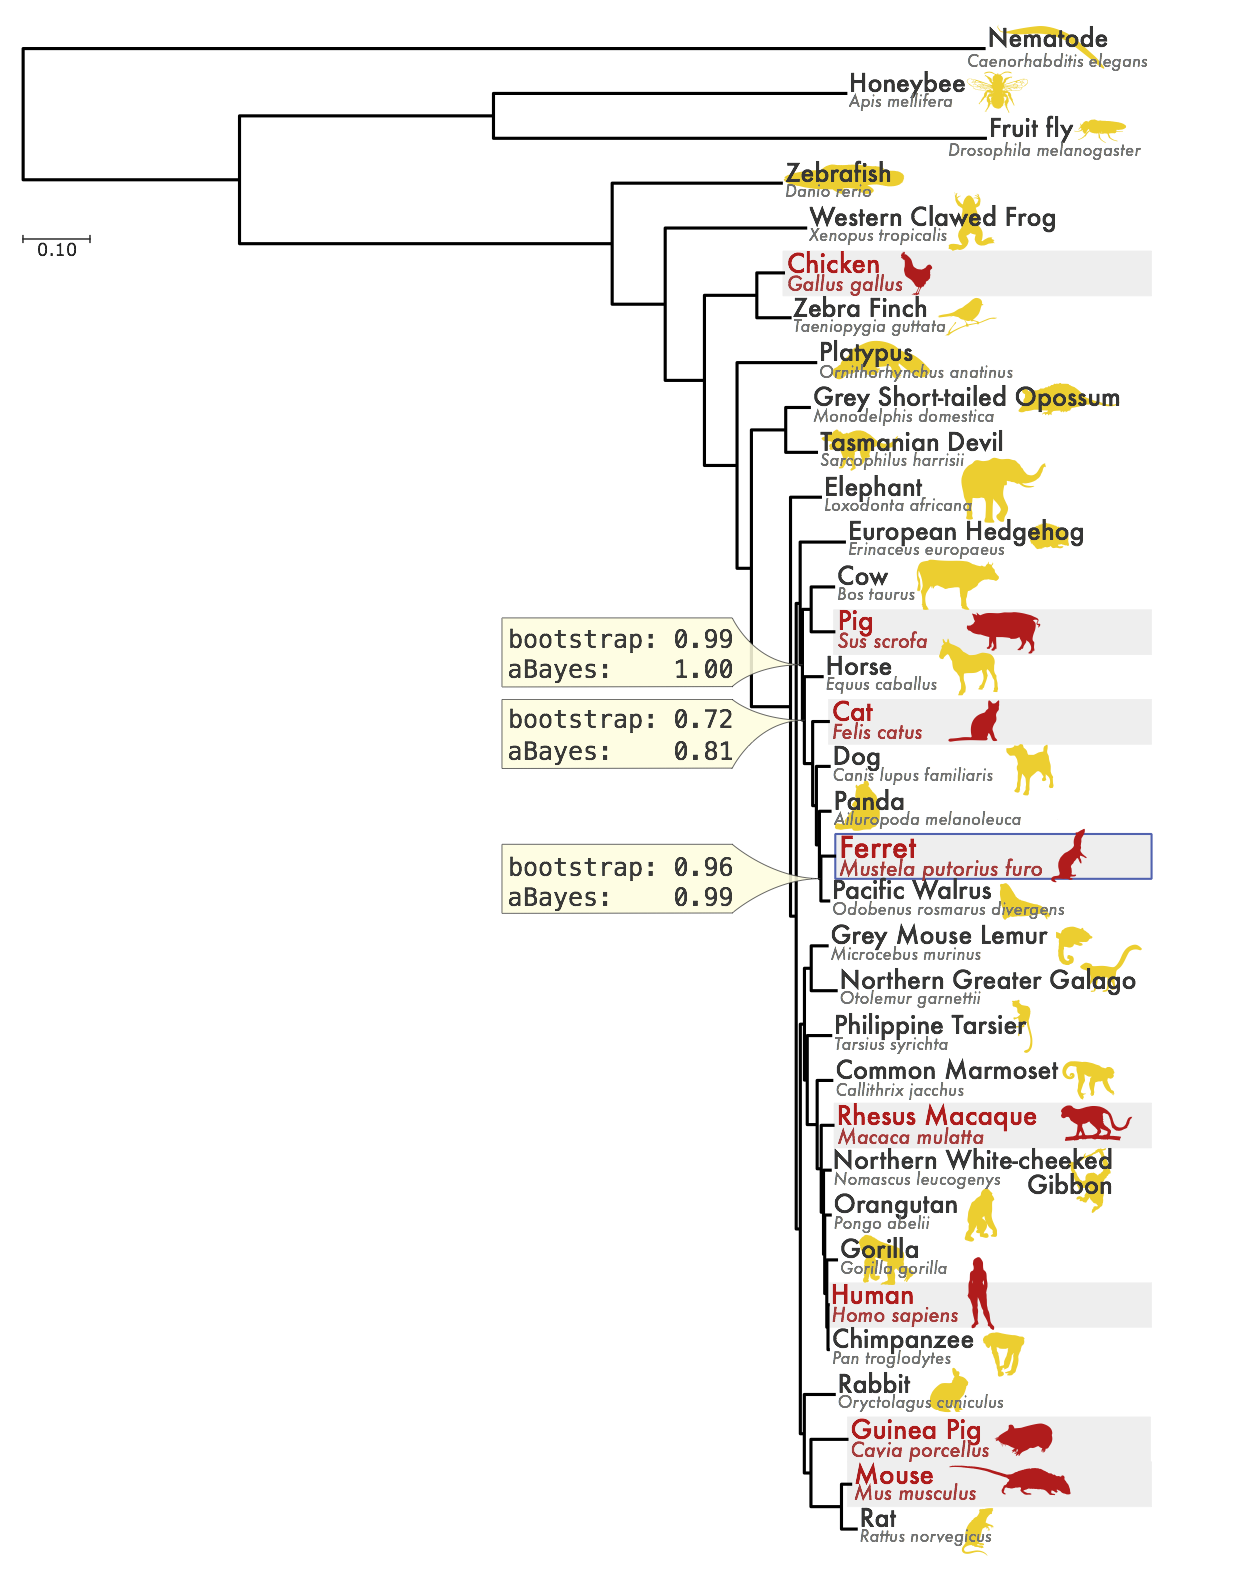 Nematode
Caenorhabditis elegans
Honeybee
Apis mellifera
Fruit fly
Drosophila melanogaster
Zebrafish
Danio rerio
Western Clawed Frog
Xenopus tropicalis
0.10
Chicken
Gallus gallus
Zebra Finch
Taeniopygia guttata
Platypus
Ornithorhynchus anatinus
Grey Short-tailed Opossum
Monodelphis domestica
Tasmanian Devil
Sarcophilus harrisii
Elephant
Loxodonta africana
European Hedgehog
Erinaceus europaeus
Cow
Bos taurus
Pig
Sus scrofa
bootstrap: 0.99
aBayes: 1.00
Horse
Equus caballus
bootstrap: 0.72
aBayes: 0.81
Cat
Felis catus
Dog
Canis lupus familiaris
Panda
Ailuropoda melanoleuca
bootstrap: 0.96
aBayes: 0.99
Ferret
Mustela putorius furo
Pacific Walrus
Odobenus rosmarus divergens
Grey Mouse Lemur
Microcebus murinus
Northern Greater Galago
Otolemur garnettii
Philippine Tarsier
Tarsius syrichta
Common Marmoset
Callithrix jacchus
Rhesus Macaque
Macaca mulatta
Northern White-cheeked
Gibbon
Nomascus leucogenys
Orangutan
Pongo abelii
Gorilla
Gorilla gorilla
Human
Homo sapiens
Chimpanzee
Pan troglodytes
Rabbit
Oryctolagus cuniculus
Guinea Pig
Cavia porcellus
Mouse
Mus musculus
Rat
Rattus norvegicus